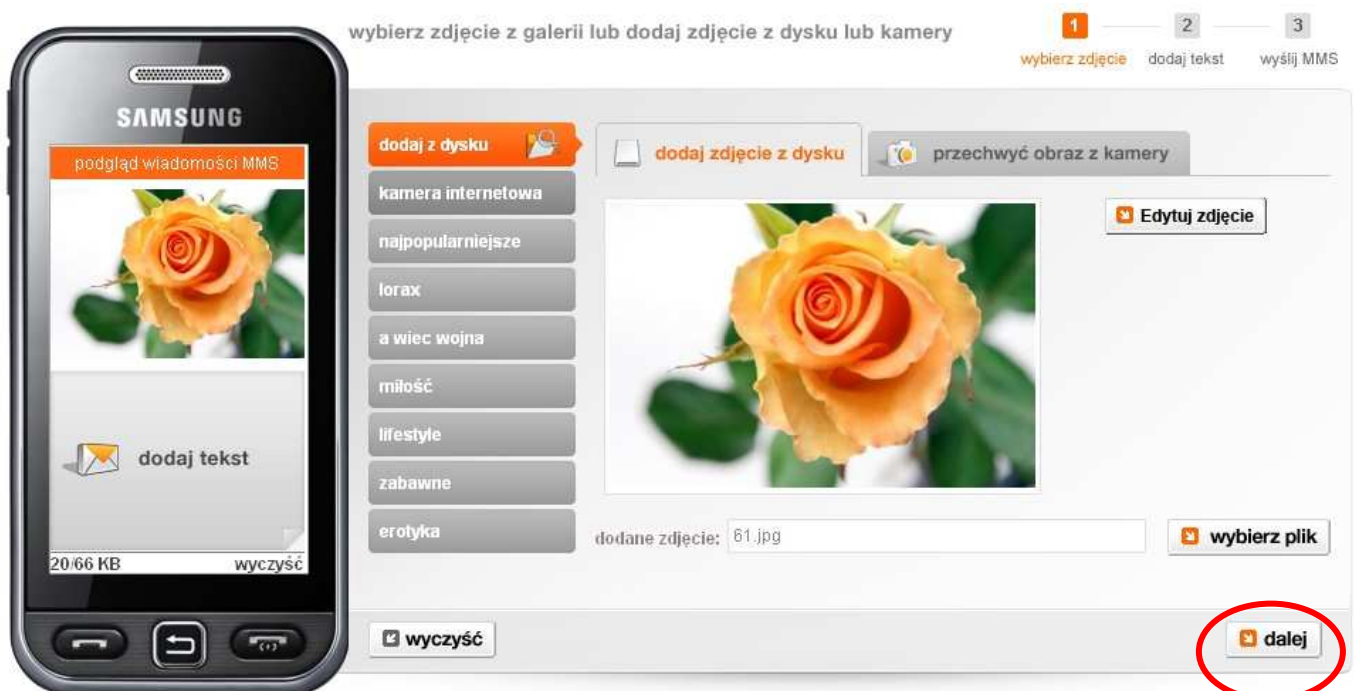 wybierz zdjęcie z galerii lub dodaj zdjęcie z dysku lub kamery
1 2 3
wybierz zdjęcie dodaj tekst wyślij MMS
SAMSUNG
podgląd wiadomości MMS
dodaj tekst
20/66 KB wyczyść
dodaj z dysku
kamera internetowa
najpopularniejsze
lorax
a wiec wojna
miłość
lifestyle
zabawne
erotyka
dodaj zdjęcie z dysku
przechwyć obraz z kamery
Edytuj zdjęcie
dodane zdjęcie: 61.jpg
wybierz plik
wyczyść
dalej